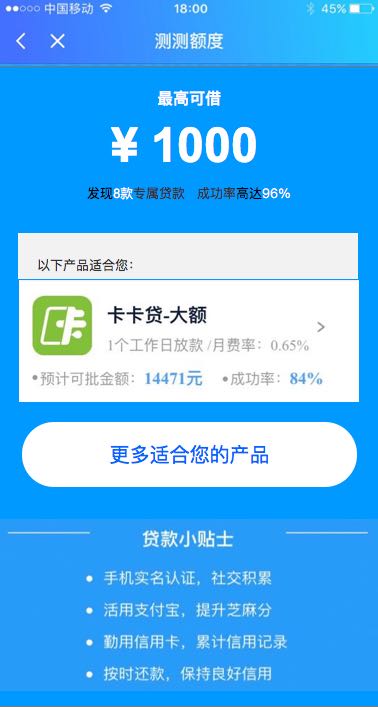 中国移动 18:00 45%
测测额度
最高可借
¥ 1000
发现8款专属贷款 成功率高达96%
以下产品适合您：
卡卡贷-大额
1个工作日放款 /月费率：0.65%
•预计可批金额：14471元 •成功率：84%
更多适合您的产品
贷款小贴士
• 手机实名认证，社交积累
• 活用支付宝，提升芝麻分
• 勤用信用卡，累计信用记录
• 按时还款，保持良好信用